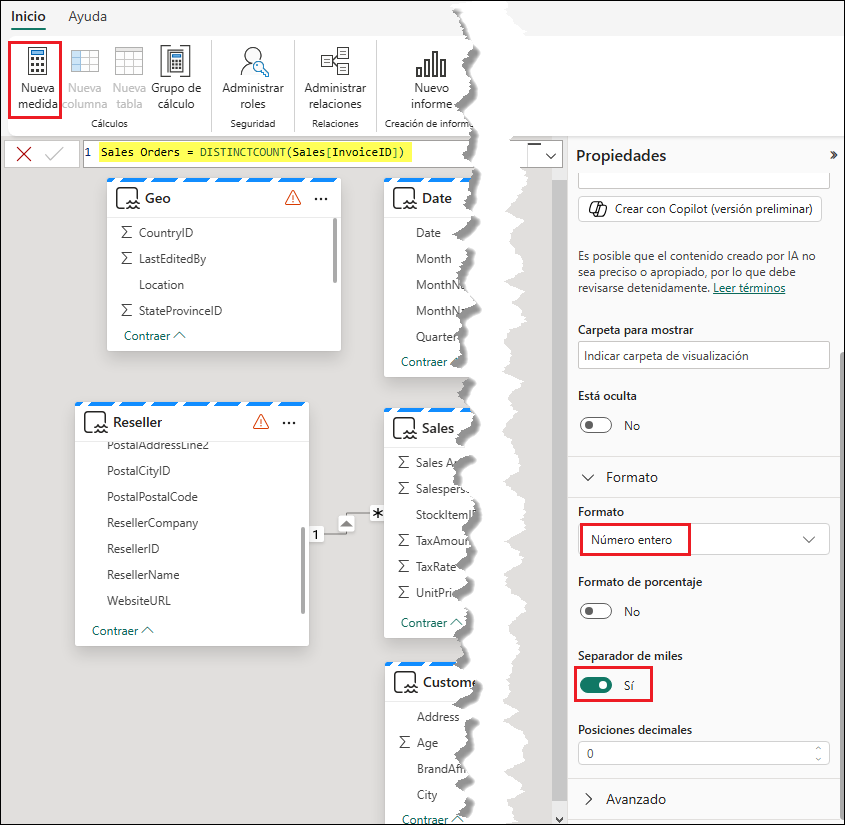 Inicio Ayuda
Nueva medida
Nueva columna
Nueva tabla
Grupo de cálculo
Administrar roles
Administrar relaciones
Nuevo informe
Cálculos
Seguridad
Relaciones
Creación de inform
1 Sales Orders = DISTINCTCOUNT(Sales[InvoiceID])
Geo
CountryID
LastEditedBy
Location
StateProvinceID
Contraer
Date
Date
Month
MonthN
MonthN
Quarter
Contraer
Reseller
PostalAddressLine2
PostalCityID
PostalPostalCode
ResellerCompany
ResellerID
ResellerName
WebsiteURL
Contraer
1
*
Sales
Sales A
Salespers
StockItemI
TaxAmoun
TaxRate
UnitPri
Contraer
Custome
Address
Age
BrandAff
City
Contraer
Propiedades
Crear con Copilot (versión preliminar)
Es posible que el contenido creado por IA no
sea preciso o apropiado, por lo que debe
revisarse detenidamente. Leer términos
Carpeta para mostrar
Indicar carpeta de visualización
Está oculta
No
Formato
Formato
Número entero
Formato de porcentaje
No
Separador de miles
Sí
Posiciones decimales
0
Avanzado